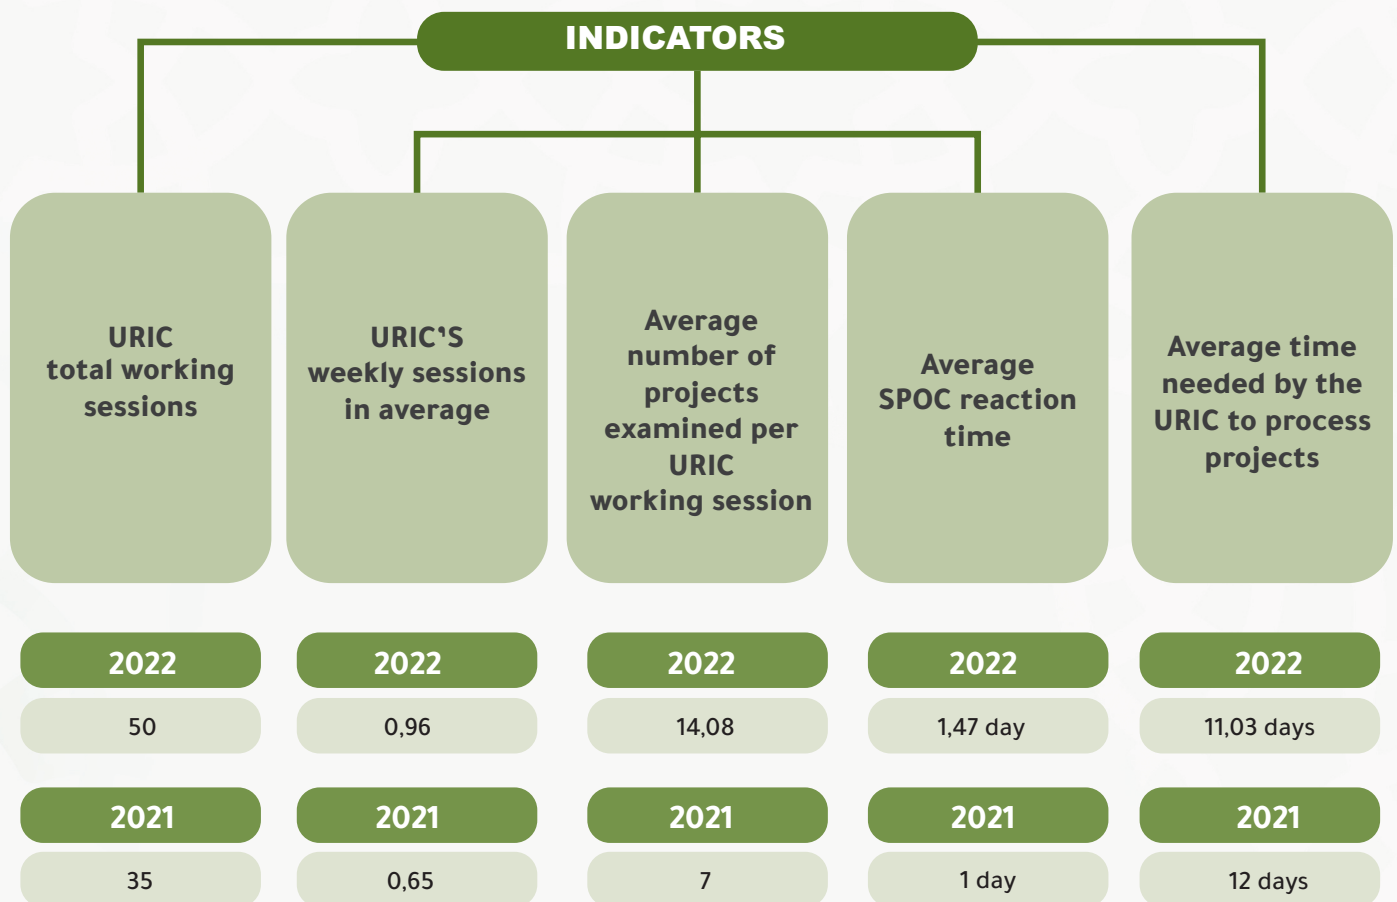 INDICATORS
URIC
total working
sessions
URIC'S
weekly sessions
in average
Average
number of
projects
examined per
URIC
working session
Average
SPOC reaction
time
Average time
needed by the
URIC to process
projects
2022
2022
2022
2022
2022
50
0,96
14,08
1,47 day
11,03 days
2021
2021
2021
2021
2021
35
0,65
7
1 day
12 days